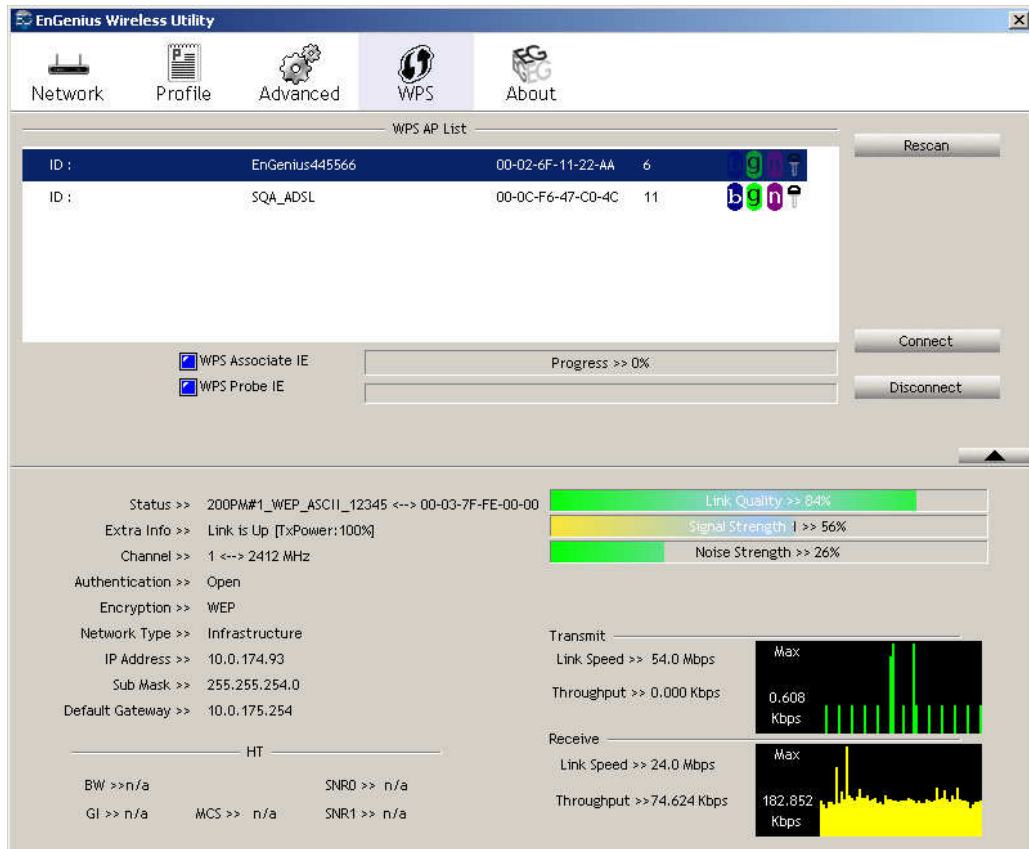 EnGenius Wireless Utility
Network Profile Advanced WPS About
WPS AP List
Rescan
ID : EnGenius445566 00-02-6F-11-22-AA 6 b g n
ID : SQA_ADSL 00-0C-F6-47-C0-4C 11 b g n
Connect
WPS Associate IE Progress >> 0%
WPS Probe IE
Disconnect
Status >> 200PM#1_WEP_ASCII_12345 <--> 00-03-7F-FE-00-00
Extra Info >> Link is Up [TxPower:100%]
Channel >> 1 <--> 2412 MHz
Authentication >> Open
Encryption >> WEP
Network Type >> Infrastructure
IP Address >> 10.0.174.93
Sub Mask >> 255.255.254.0
Default Gateway >> 10.0.175.254
HT
BW >>n/a SNR0 >> n/a
GI >> n/a MCS >> n/a SNR1 >> n/a
Link Quality >> 84%
Signal Strength 1 >> 56%
Noise Strength >> 26%
Transmit
Link Speed >> 54.0 Mbps
Throughput >> 0.000 Kbps
Max
0.608
Kbps
Receive
Link Speed >> 24.0 Mbps
Throughput >>74.624 Kbps
Max
182.852
Kbps